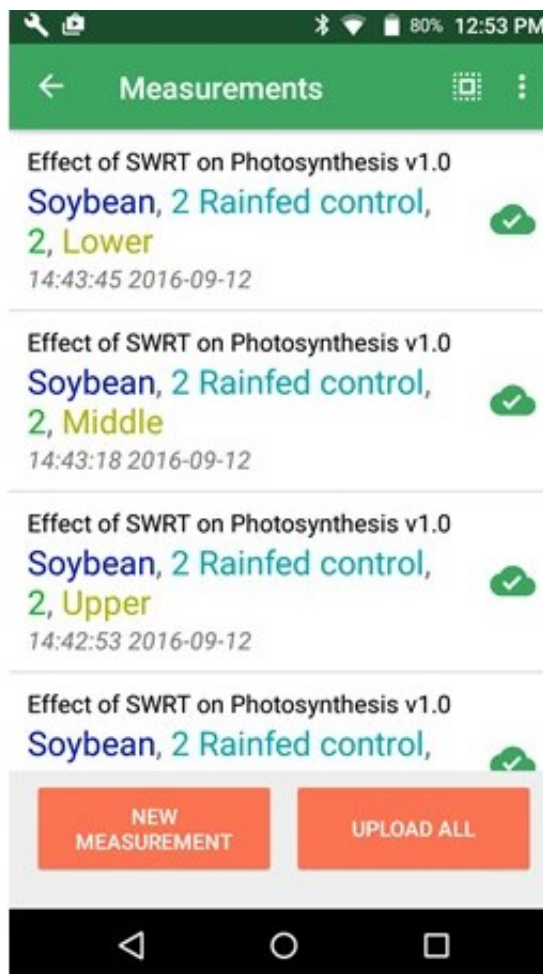 80% 12:53 PM
Measurements
Effect of SWRT on Photosynthesis v1.0
Soybean, 2 Rainfed control,
2, Lower
14:43:45 2016-09-12
Effect of SWRT on Photosynthesis v1.0
Soybean, 2 Rainfed control,
2, Middle
14:43:18 2016-09-12
Effect of SWRT on Photosynthesis v1.0
Soybean, 2 Rainfed control,
2, Upper
14:42:53 2016-09-12
Effect of SWRT on Photosynthesis v1.0
Soybean, 2 Rainfed control,
NEW
MEASUREMENT
UPLOAD ALL